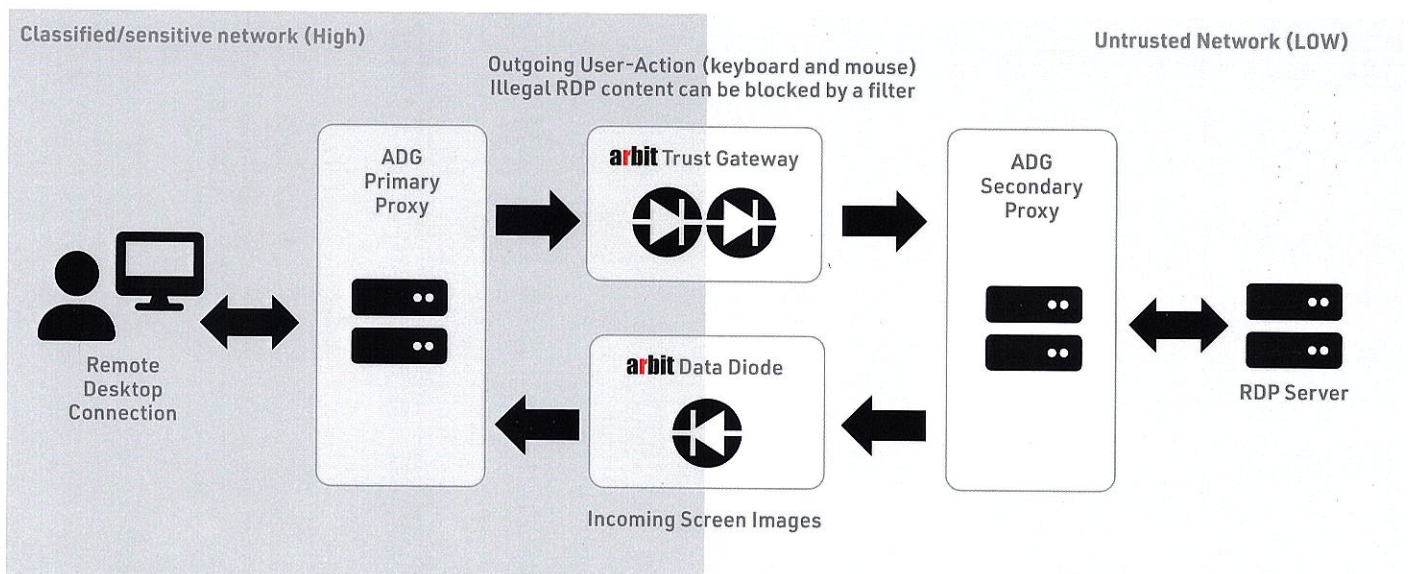 Classified/sensitive network (High)
Untrusted Network (LOW)
Outgoing User-Action (keyboard and mouse)
Illegal RDP content can be blocked by a filter
ADG
Primary
Proxy
arbit Trust Gateway
ADG
Secondary
Proxy
Remote
Desktop
Connection
arbit Data Diode
RDP Server
Incoming Screen Images